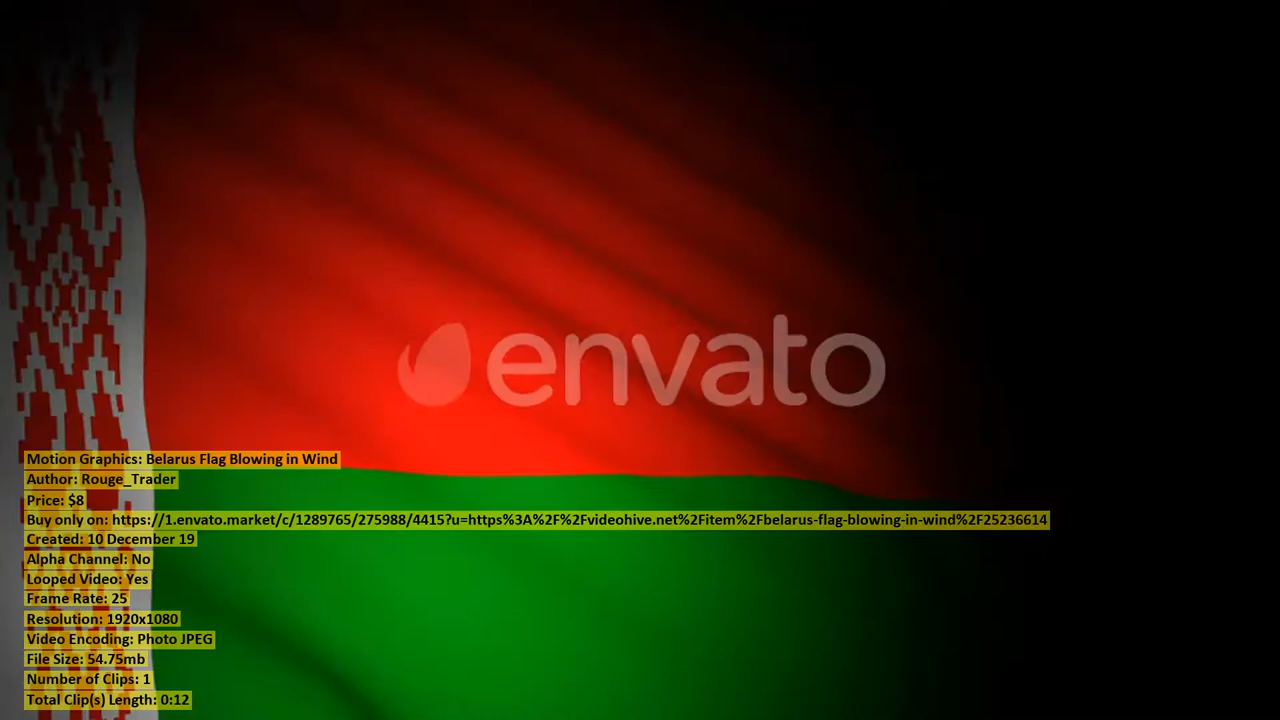 envato
Motion Graphics: Belarus Flag Blowing in Wind
Author: Rouge_Trader
Price: $8
Buy only on: https://1.envato.market/c/1289765/275988/4415?u=https%3A%2F%2Fvideohive.net%2Fitem%2Fbelarus-flag-blowing-in-wind%2F25236614
Created: 10 December 19
Alpha Channel: No
Looped Video: Yes
Frame Rate: 25
Resolution: 1920x1080
Video Encoding: Photo JPEG
File Size: 54.75mb
Number of Clips: 1
Total Clip(s) Length: 0:12